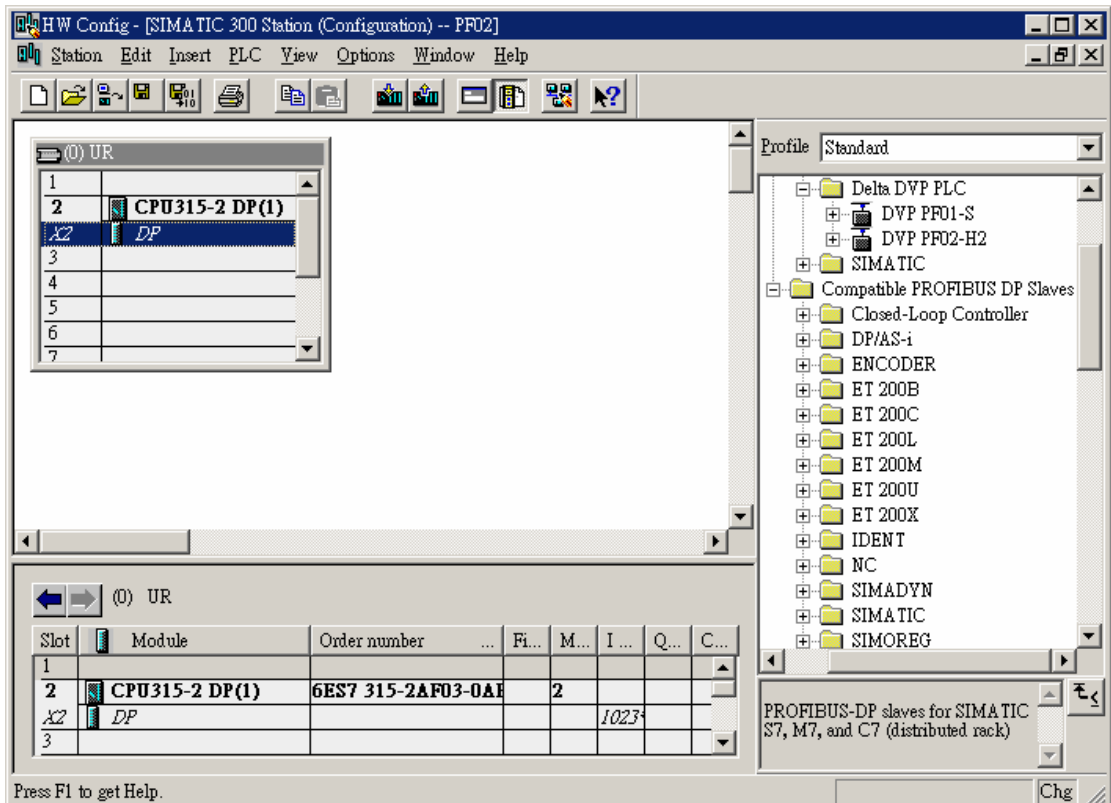 HW Config - [SIMATIC 300 Station (Configuration) -- PF02]
Station Edit Insert PLC View Options Window Help
(0) UR
1
2 CPU315-2 DP(1)
X2 DP
3
4
5
6
7
Profile Standard
Delta DVP PLC
DVP PF01-S
DVP PF02-H2
SIMATIC
Compatible PROFIBUS DP Slaves
Closed-Loop Controller
DP/AS-i
ENCODER
ET 200B
ET 200C
ET 200L
ET 200M
ET 200U
ET 200X
IDENT
NC
SIMADYN
SIMATIC
SIMOREG
(0) UR
Slot Module Order number ... Fi... M... I ... Q... C...
1
2 CPU315-2 DP(1) 6ES7 315-2AF03-0AB 2
X2 DP 1023
3
PROFIBUS-DP slaves for SIMATIC
S7, M7, and C7 (distributed rack)
Press F1 to get Help. Chg